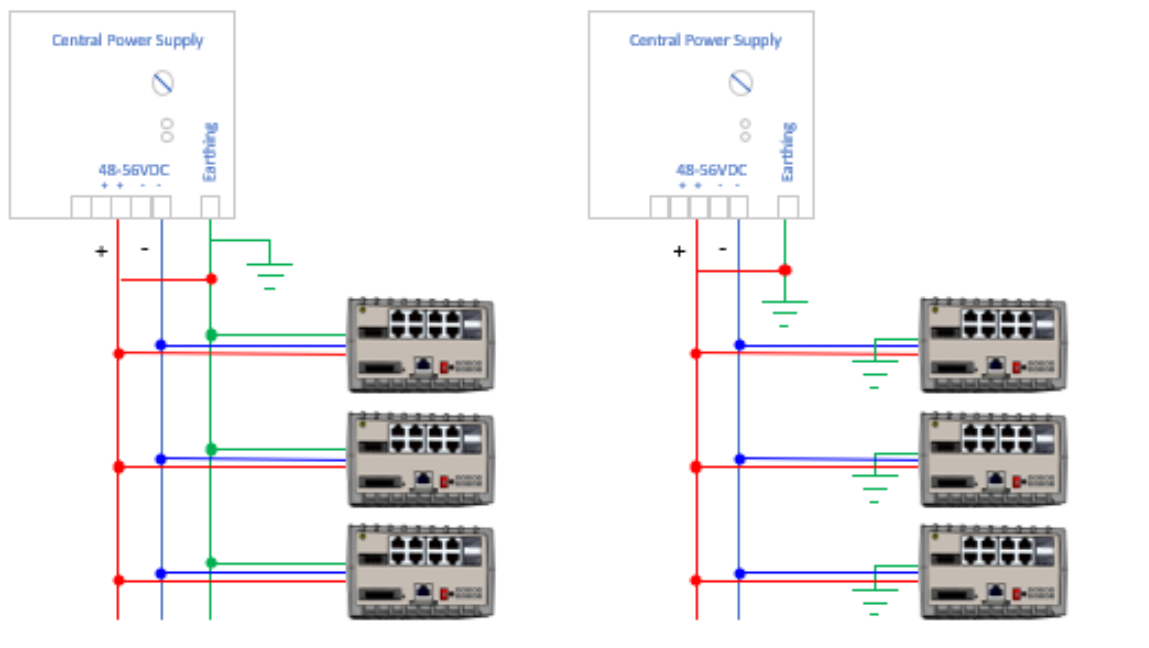 Central Power Supply
Earthing
48-56VDC
+ + - -
+ -
Central Power Supply
Earthing
48-56VDC
+ + - -
+ -